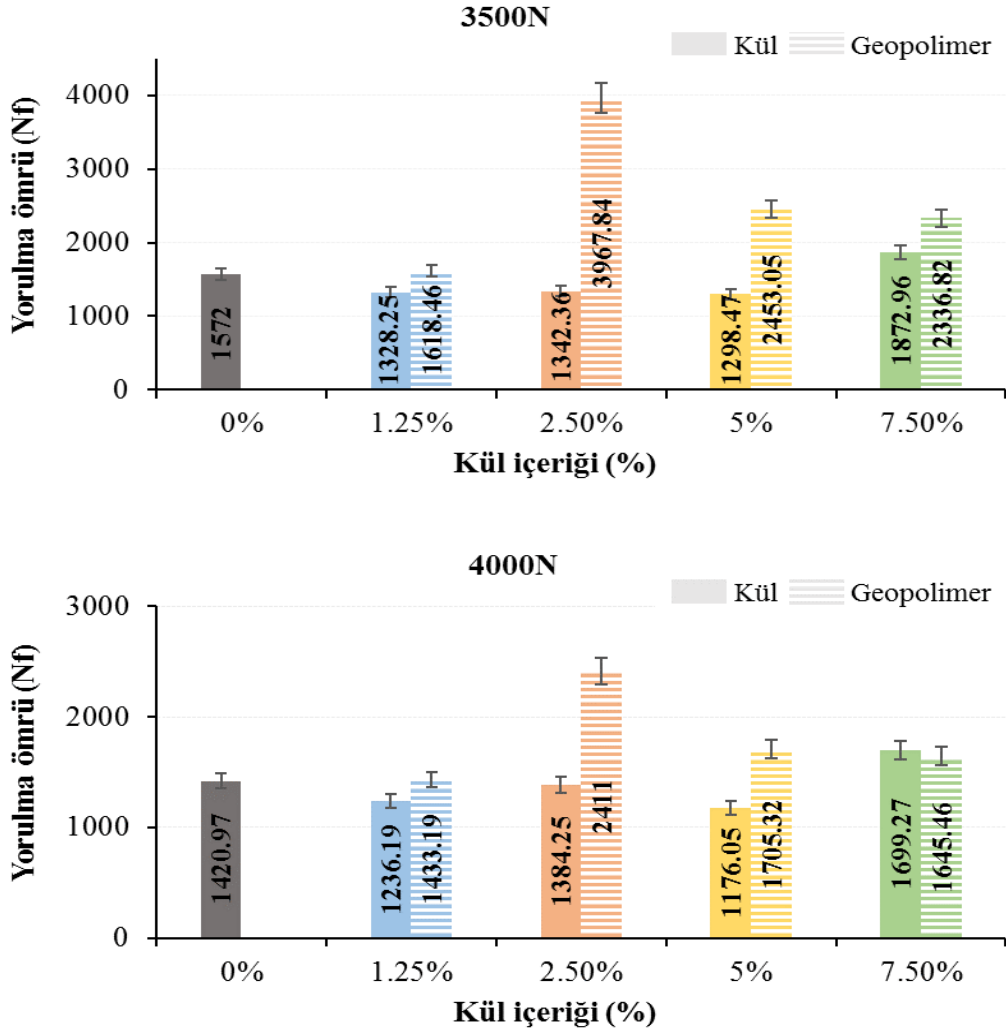 3500N
Kül Geopolimer
Yorulma ömrü (Nf)
4000
3000
2000
1000
0
1572
1328.25
1618.46
1342.36
3967.84
1298.47
2453.05
1872.96
2336.82
0% 1.25% 2.50% 5% 7.50%
Kül içeriği (%)
4000N
Kül Geopolimer
Yorulma ömrü (Nf)
3000
2000
1000
0
1420.97
1236.19
1433.19
1384.25
2411
1176.05
1705.32
1699.27
1645.46
0% 1.25% 2.50% 5% 7.50%
Kül içeriği (%)